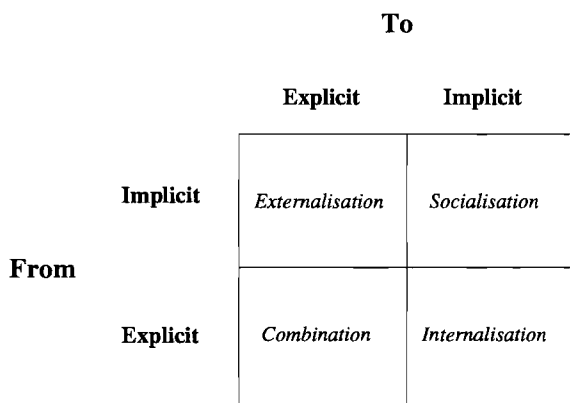 To
Explicit Implicit
Implicit Externalisation Socialisation
From
Explicit Combination Internalisation